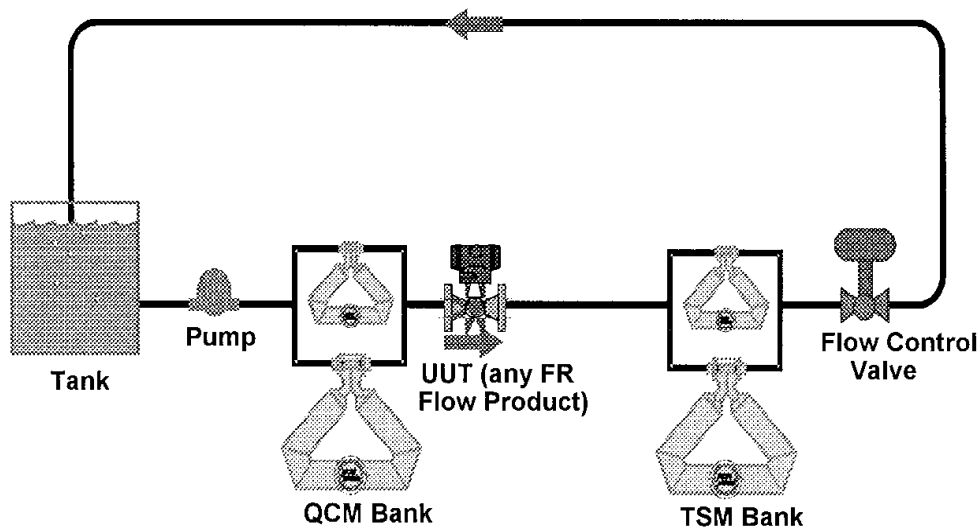 Tank
Pump
QCM Bank
UUT (any FR
Flow Product)
TSM Bank
Flow Control
Valve